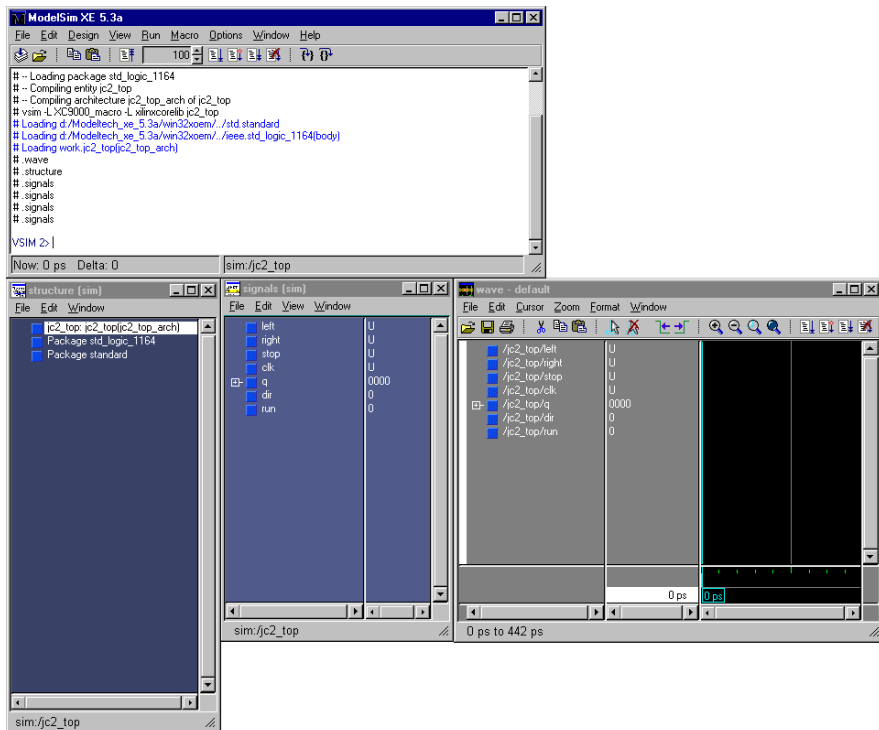 ModelSim XE 5.3a
File Edit Design View Run Macro Options Window Help
100
# -- Loading package std_logic_1164
# -- Compiling entity jc2_top
# -- Compiling architecture jc2_top_arch of jc2_top
# vsim -L XC9000_macro -L xilinxcorelib jc2_top
# Loading d:/Modeltech_xe_5.3a/win32xoem/../std.standard
# Loading d:/Modeltech_xe_5.3a/win32xoem/../ieee.std_logic_1164(body)
# Loading work.jc2_top(jc2_top_arch)
# .wave
# .structure
# .signals
# .signals
# .signals
# .signals
VSIM 2>
Now: 0 ps Delta: 0 sim:/jc2_top
structure (sim)
File Edit Window
jc2_top: jc2_top(jc2_top_arch)
Package std_logic_1164
Package standard
sim:/jc2_top
signals (sim)
File Edit View Window
left U
right U
stop U
clk U
q 0000
dir 0
run 0
sim:/jc2_top
wave - default
File Edit Cursor Zoom Format Window
/jc2_top/left U
/jc2_top/right U
/jc2_top/stop U
/jc2_top/clk U
/jc2_top/q 0000
/jc2_top/dir 0
/jc2_top/run 0
0 ps 0 ps
0 ps to 442 ps